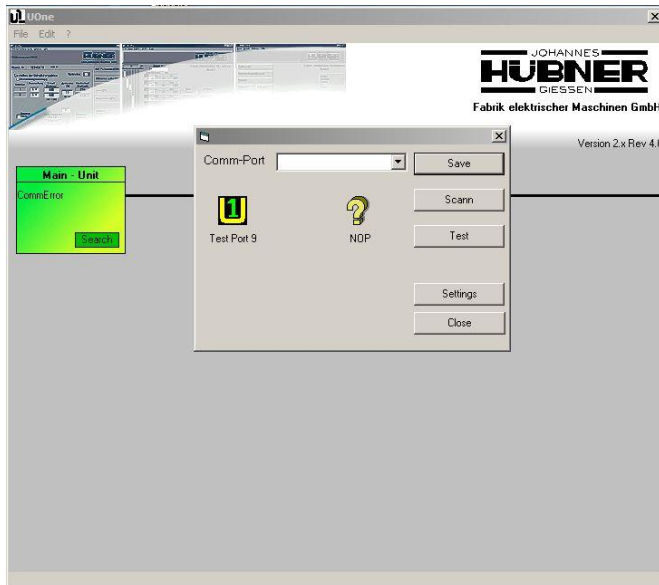 UOne
File Edit ?
JOHANNES
HÜBNER
GIESSEN
Fabrik elektrischer Maschinen GmbH
Version 2.x Rev 4.0
Main - Unit
CommError
Search
Comm-Port
Save
Scann
1
Test Port 9
NOP
Test
Settings
Close